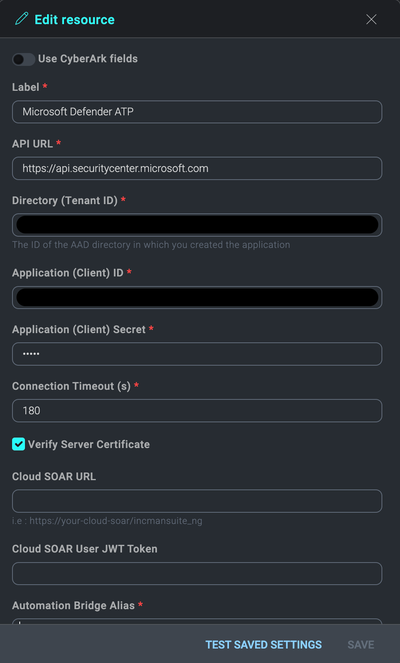 Edit resource
Use CyberArk fields
Label *
Microsoft Defender ATP
API URL *
https://api.securitycenter.microsoft.com
Directory (Tenant ID) *
The ID of the AAD directory in which you created the application
Application (Client) ID *
Application (Client) Secret *
•••••
Connection Timeout (s) *
180
Verify Server Certificate
Cloud SOAR URL
i.e : https://your-cloud-soar/incmansuite_ng
Cloud SOAR User JWT Token
Automation Bridge Alias *
TEST SAVED SETTINGS SAVE